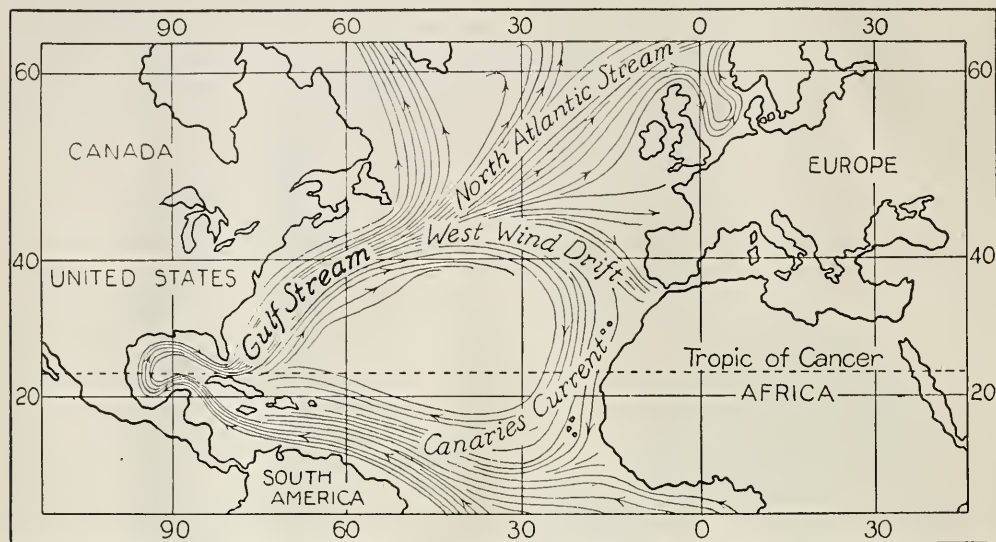 90 60 30 0 30
60 60
North Atlantic Stream
CANADA
EUROPE
West Wind Drift
40 40
UNITED STATES
Gulf Stream
Tropic of Cancer
20 20
AFRICA
Canaries Current
SOUTH
AMERICA
90 60 30 0 30